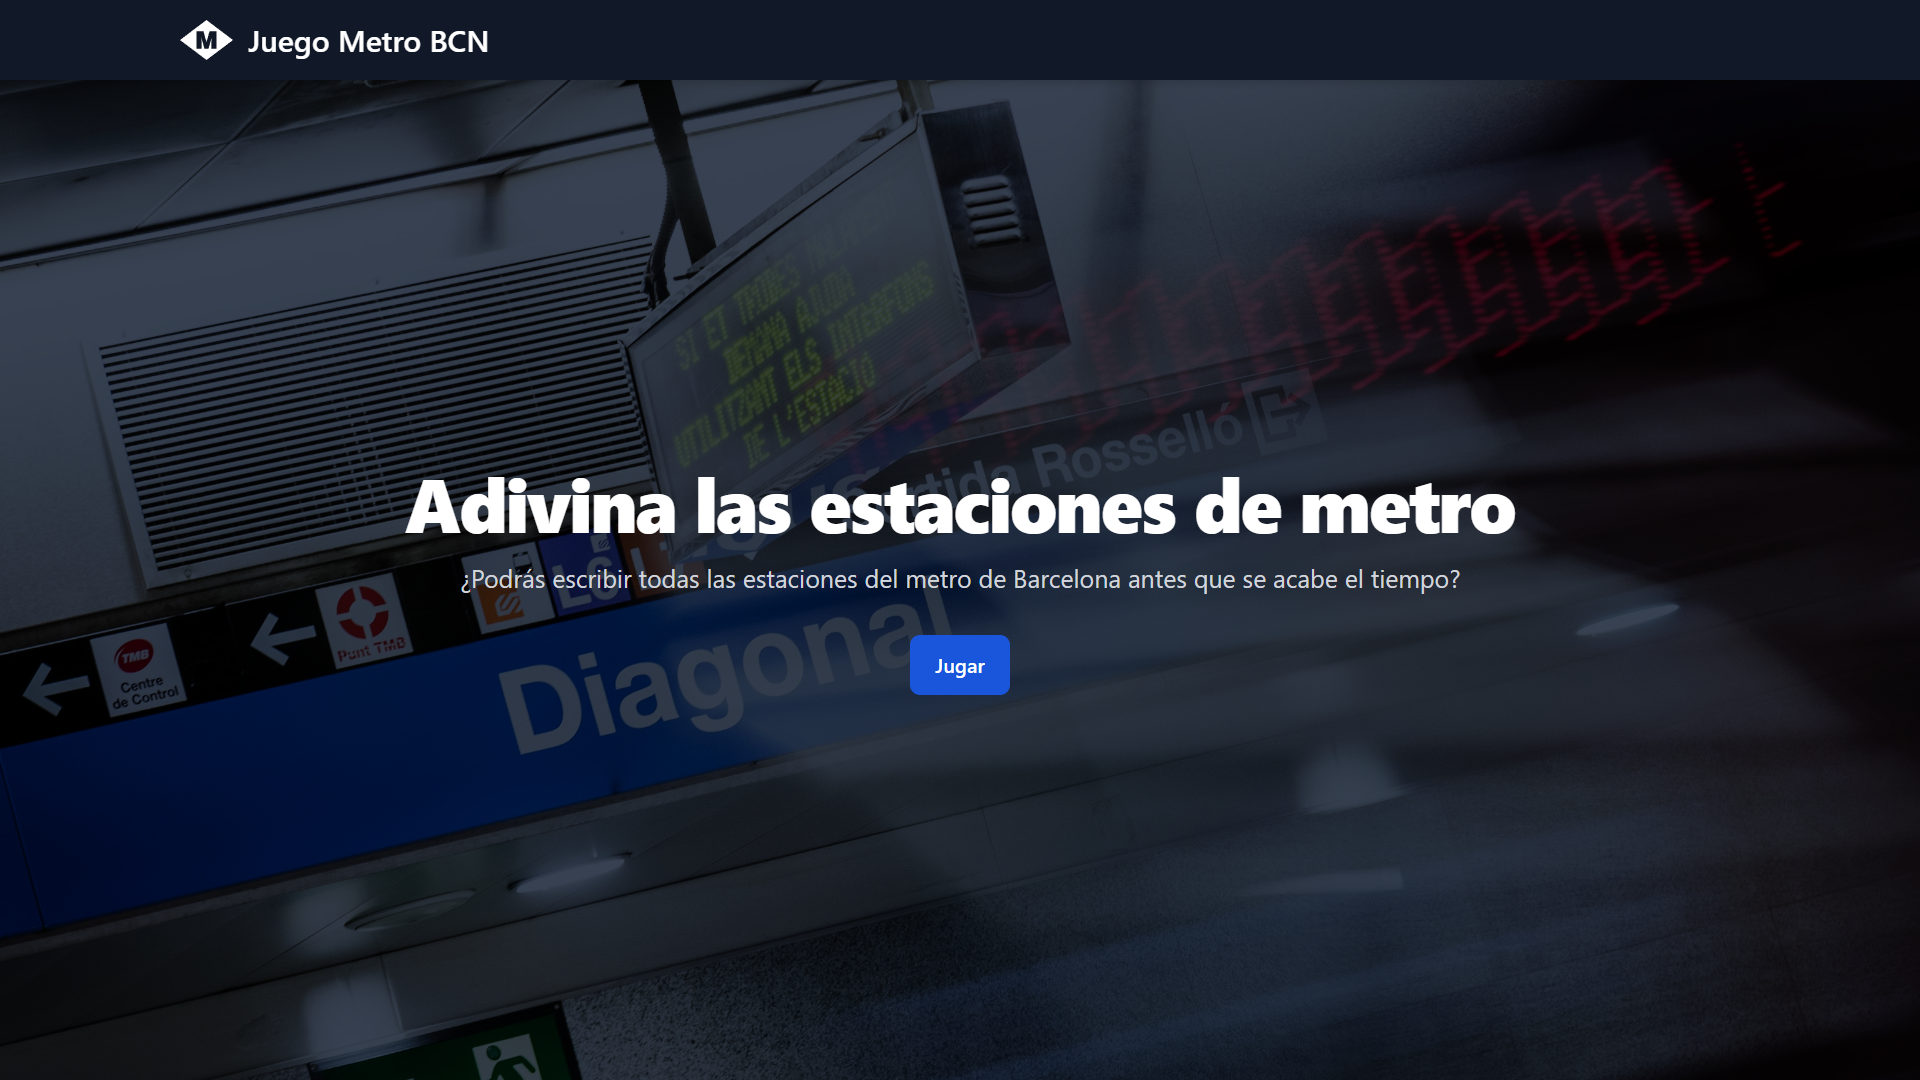 M
Juego Metro BCN
SI ET TROBES MALAMENT
DEMANA AJUDA
UTILITZANT ELS INTERFONS
DE L'ESTACIÓ
Rosselló
Adivina las estaciones de metro
¿Podrás escribir todas las estaciones del metro de Barcelona antes que se acabe el tiempo?
L6
TMB
Centre
de Control
Punt TMB
Diagonal
Jugar